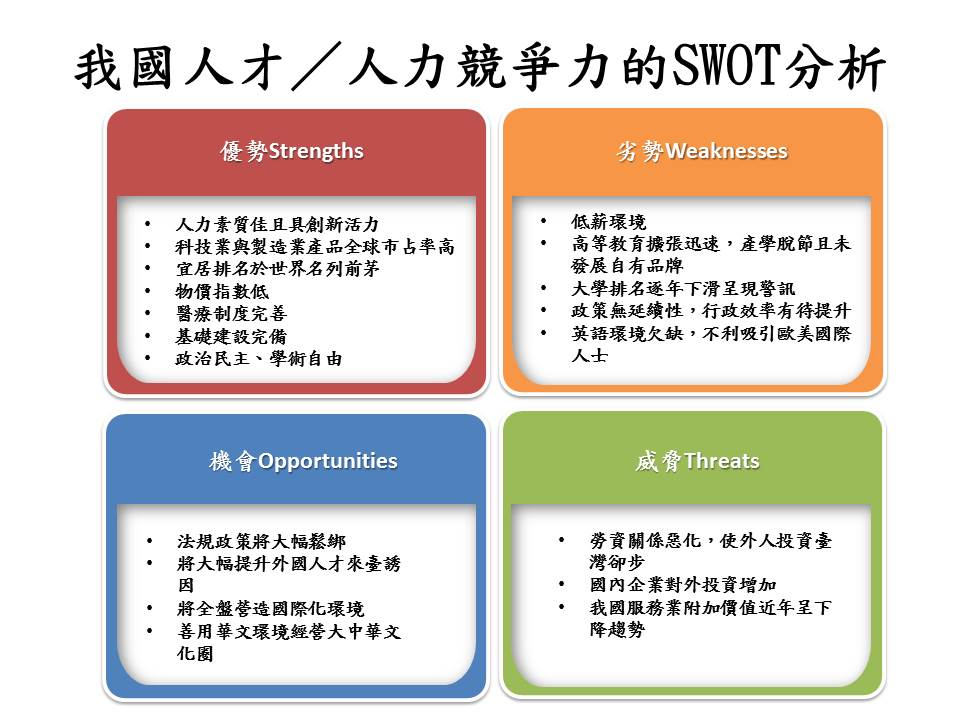 我國人才／人力競爭力的SWOT分析
優勢Strengths
• 人力素質佳且具創新活力
• 科技業與製造業產品全球市占率高
• 宜居排名於世界名列前茅
• 物價指數低
• 醫療制度完善
• 基礎建設完備
• 政治民主、學術自由
劣勢Weaknesses
• 低薪環境
• 高等教育擴張迅速，產學脫節且未
發展自有品牌
• 大學排名逐年下滑呈現警訊
• 政策無延續性，行政效率有待提升
• 英語環境欠缺，不利吸引歐美國際
人士
機會Opportunities
• 法規政策將大幅鬆綁
• 將大幅提升外國人才來臺誘
因
• 將全盤營造國際化環境
• 善用華文環境經營大中華文
化圈
威脅Threats
• 勞資關係惡化，使外人投資臺
灣卻步
• 國內企業對外投資增加
• 我國服務業附加價值近年呈下
降趨勢